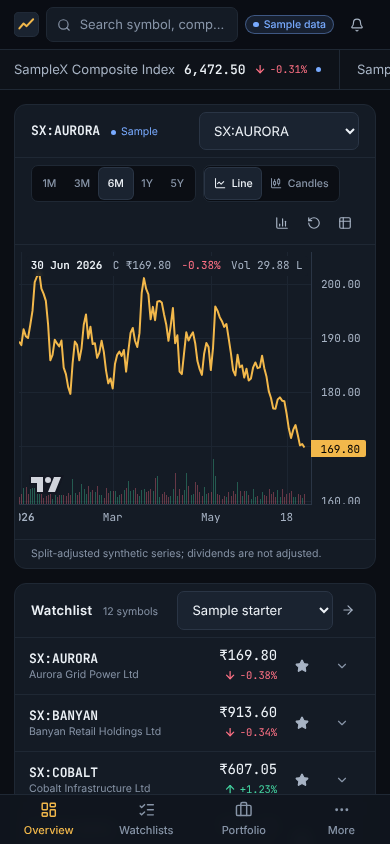 Search symbol, comp...
Sample data
SampleX Composite Index 6,472.50 ↓ -0.31%
SX:AURORA
Sample
SX:AURORA
1M 3M 6M 1Y 5Y
Line
Candles
30 Jun 2026 C ₹169.80 -0.38% Vol 29.88 L
200.00
190.00
180.00
169.80
160.00
Mar May 18
Split-adjusted synthetic series; dividends are not adjusted.
Watchlist 12 symbols
Sample starter
SX:AURORA ₹169.80
Aurora Grid Power Ltd ↓ -0.38%
SX:BANYAN ₹913.60
Banyan Retail Holdings Ltd ↓ -0.34%
SX:COBALT ₹607.05
Cobalt Infrastructure Ltd ↑ +1.23%
Overview Watchlists Portfolio More